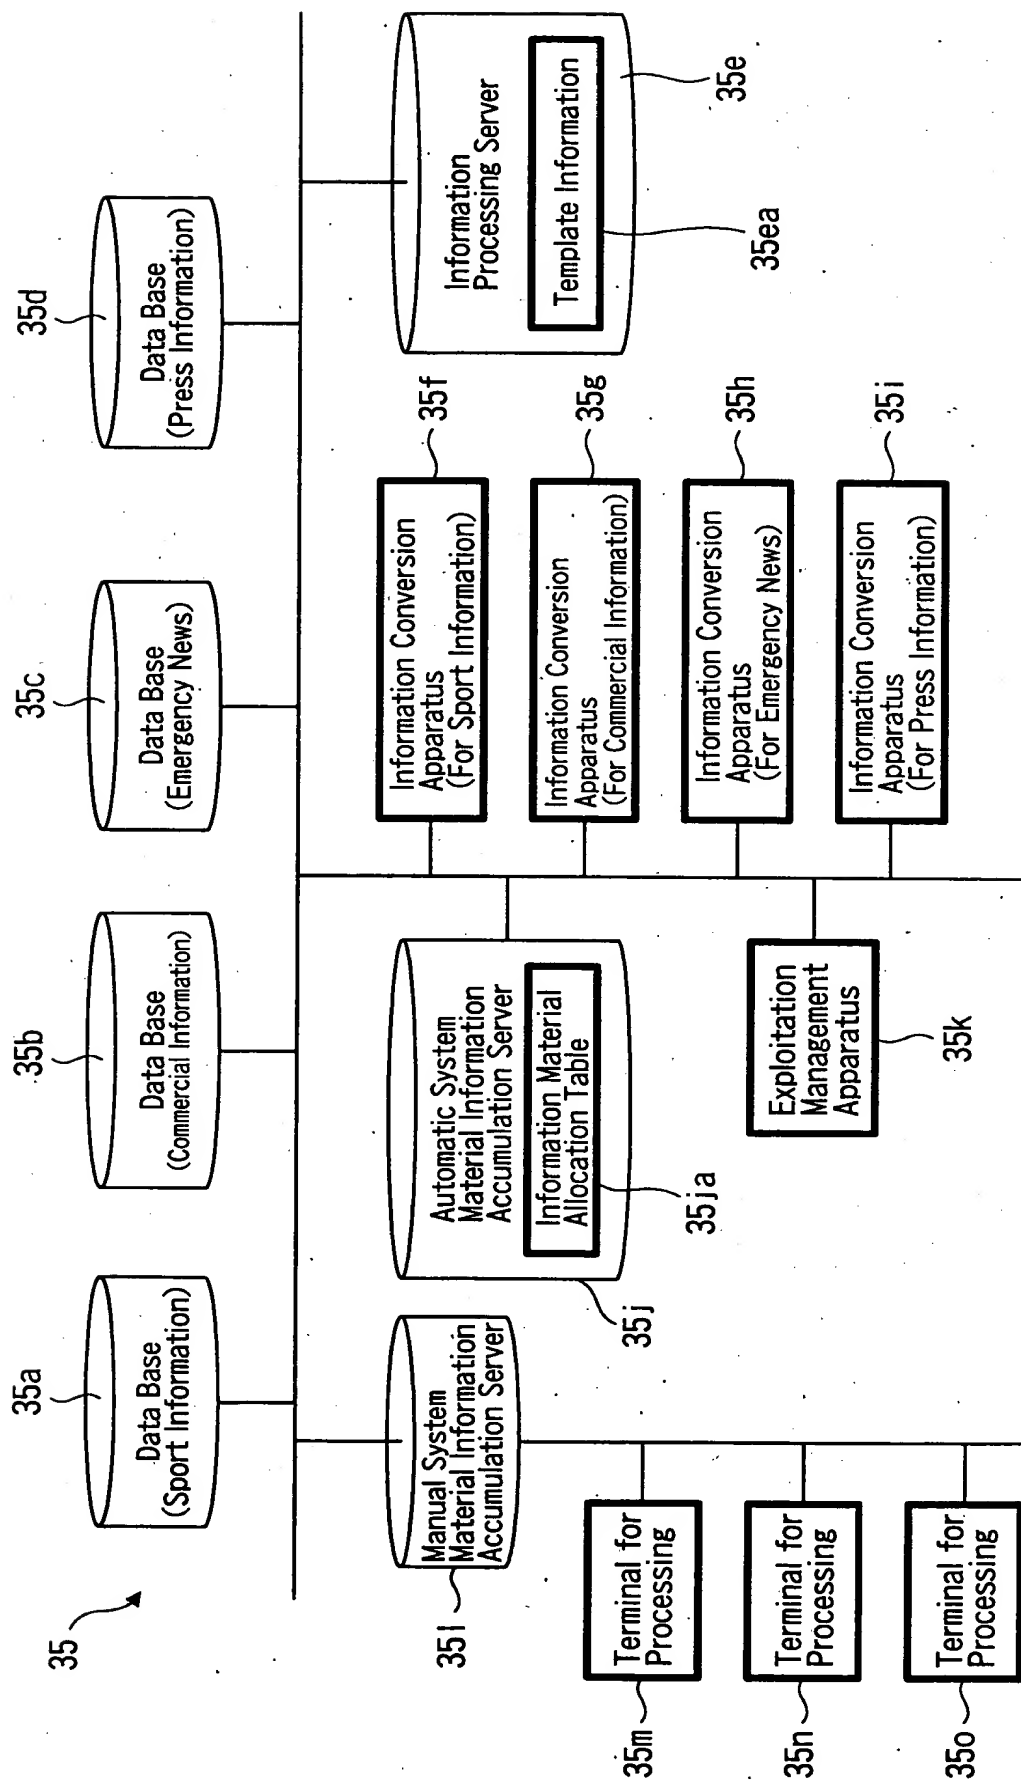 35
35a
Data Base
(Sport Information)
35b
Data Base
(Commercial Information)
35c
Data Base
(Emergency News)
35d
Data Base
(Press Information)
Manual System
Material Information
Accumulation Server
35l
Automatic System
Material Information
Accumulation Server
Information Material
Allocation Table
35j
35ja
Information Conversion
Apparatus
(For Sport Information)
35f
Information Conversion
Apparatus
(For Commercial Information)
35g
Information Conversion
Apparatus
(For Emergency News)
35h
Information Conversion
Apparatus
(For Press Information)
35i
Information
Processing Server
Template Information
35ea
35e
Exploitation
Management
Apparatus
35k
Terminal for
Processing
35m
Terminal for
Processing
35n
Terminal for
Processing
35o